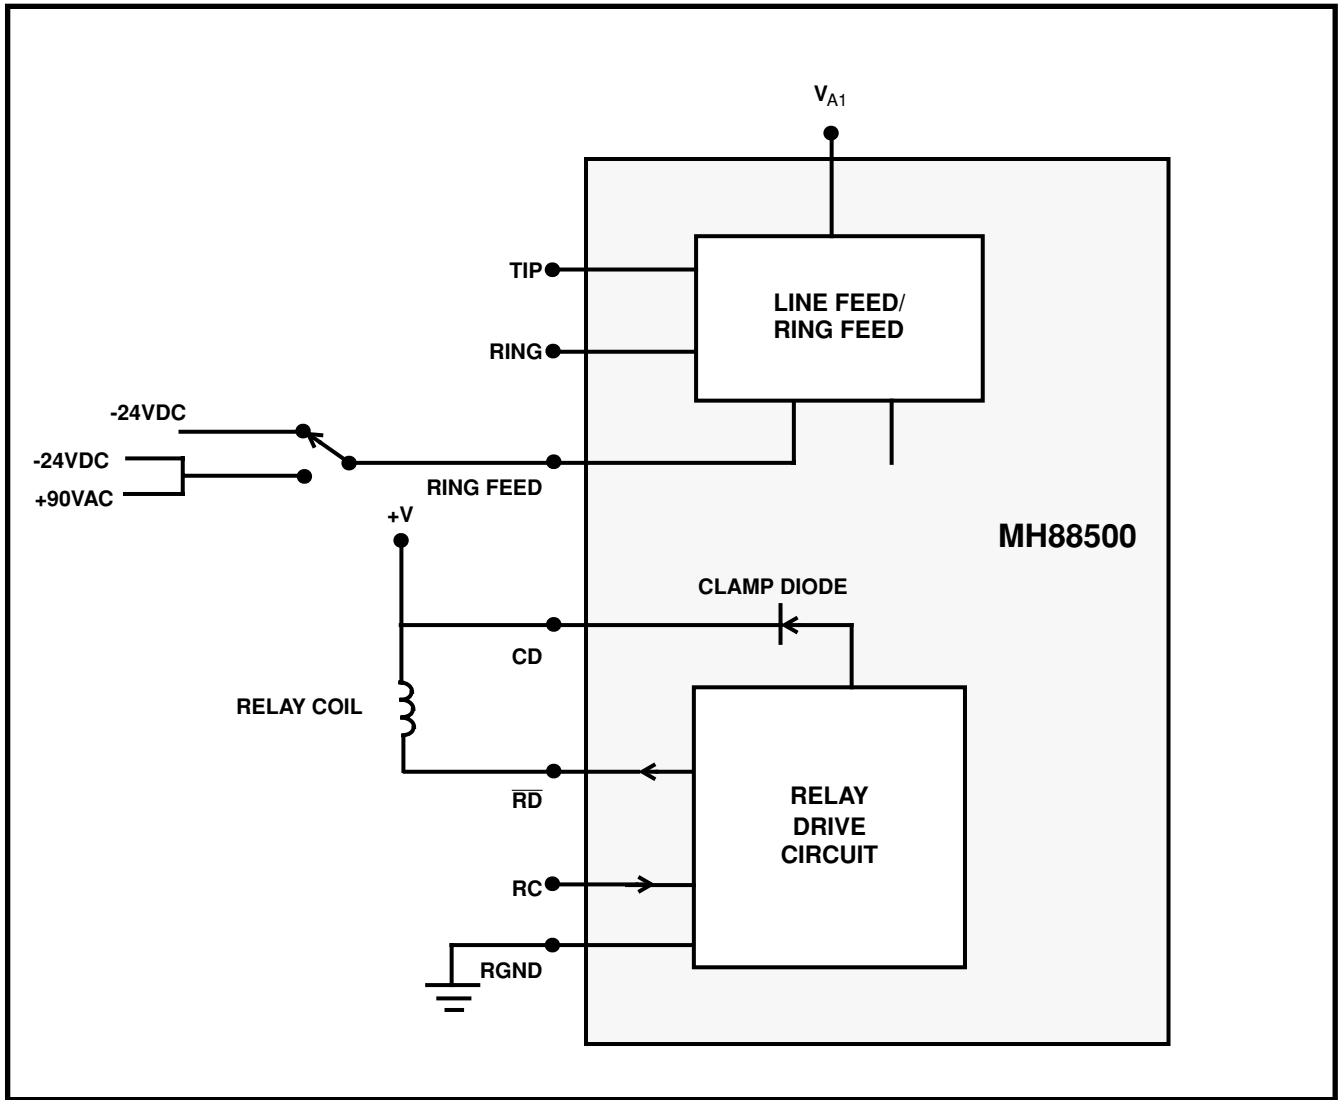 VA1
TIP
LINE FEED/
RING FEED
RING
-24VDC
-24VDC
+90VAC
RING FEED
+V
MH88500
CLAMP DIODE
CD
RELAY COIL
RD
RELAY
DRIVE
CIRCUIT
RC
RGND